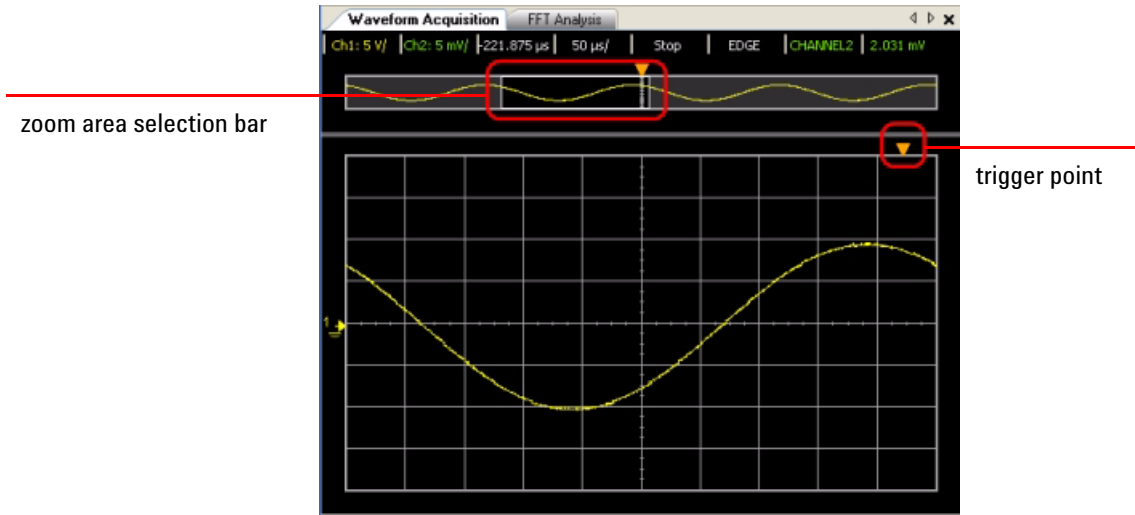 Waveform Acquisition FFT Analysis
Ch1: 5 V/ Ch2: 5 mV/ -221.875 µs 50 µs/ Stop EDGE CHANNEL2 2.031 mV
zoom area selection bar
trigger point
1